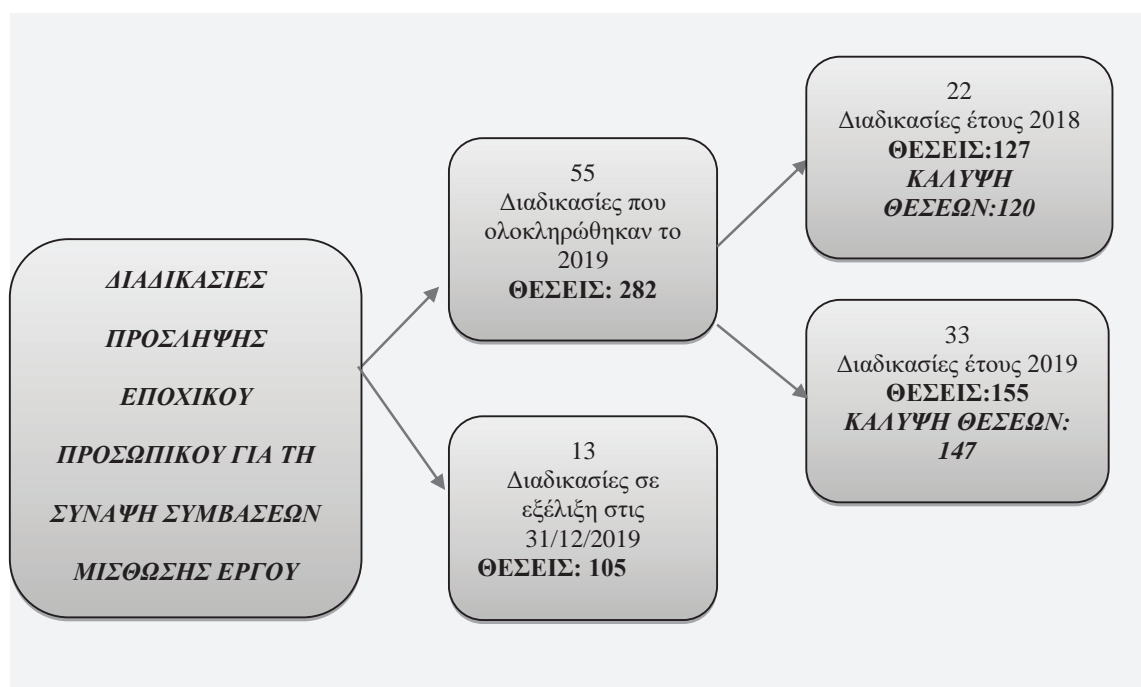 ΔΙΑΔΙΚΑΣΙΕΣ
ΠΡΟΣΛΗΨΗΣ
ΕΠΟΧΙΚΟΥ
ΠΡΟΣΩΠΙΚΟΥ ΓΙΑ ΤΗ
ΣΥΝΑΨΗ ΣΥΜΒΑΣΕΩΝ
ΜΙΣΘΩΣΗΣ ΕΡΓΟΥ
55
Διαδικασίες που
ολοκληρώθηκαν το
2019
ΘΕΣΕΙΣ: 282
13
Διαδικασίες σε
εξέλιξη στις
31/12/2019
ΘΕΣΕΙΣ: 105
22
Διαδικασίες έτους 2018
ΘΕΣΕΙΣ:127
ΚΑΛΥΨΗ
ΘΕΣΕΩΝ:120
33
Διαδικασίες έτους 2019
ΘΕΣΕΙΣ:155
ΚΑΛΥΨΗ ΘΕΣΕΩΝ:
147